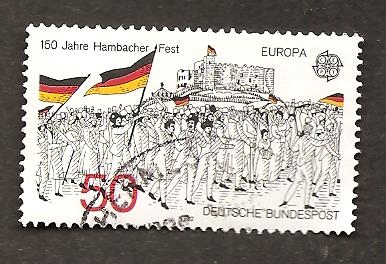 150 Jahre Hambacher Fest
EUROPA
50
DEUTSCHE BUNDESPOST